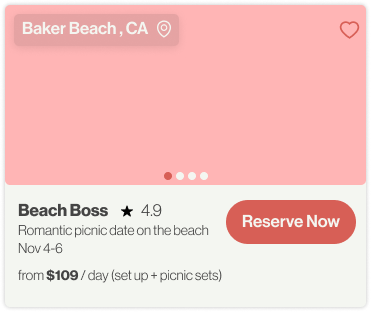 Baker Beach , CA
Beach Boss ★ 4.9
Reserve Now
Romantic picnic date on the beach
Nov 4-6
from $109 / day (set up + picnic sets)